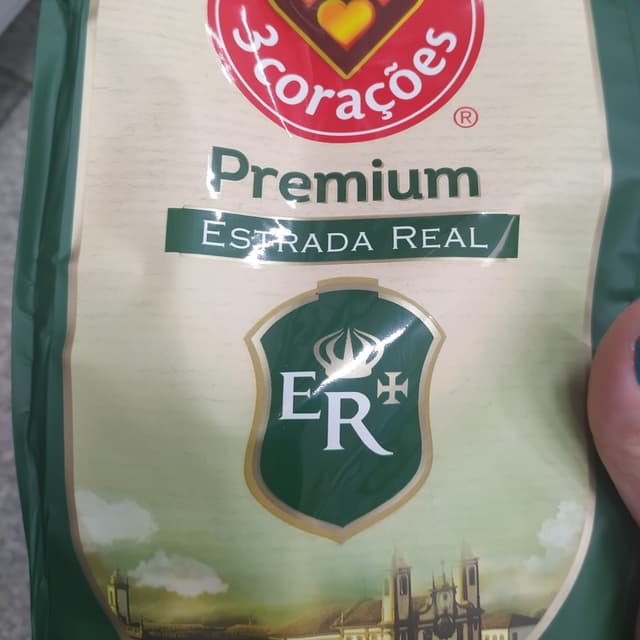 3corações
®
Premium
ESTRADA REAL
ER